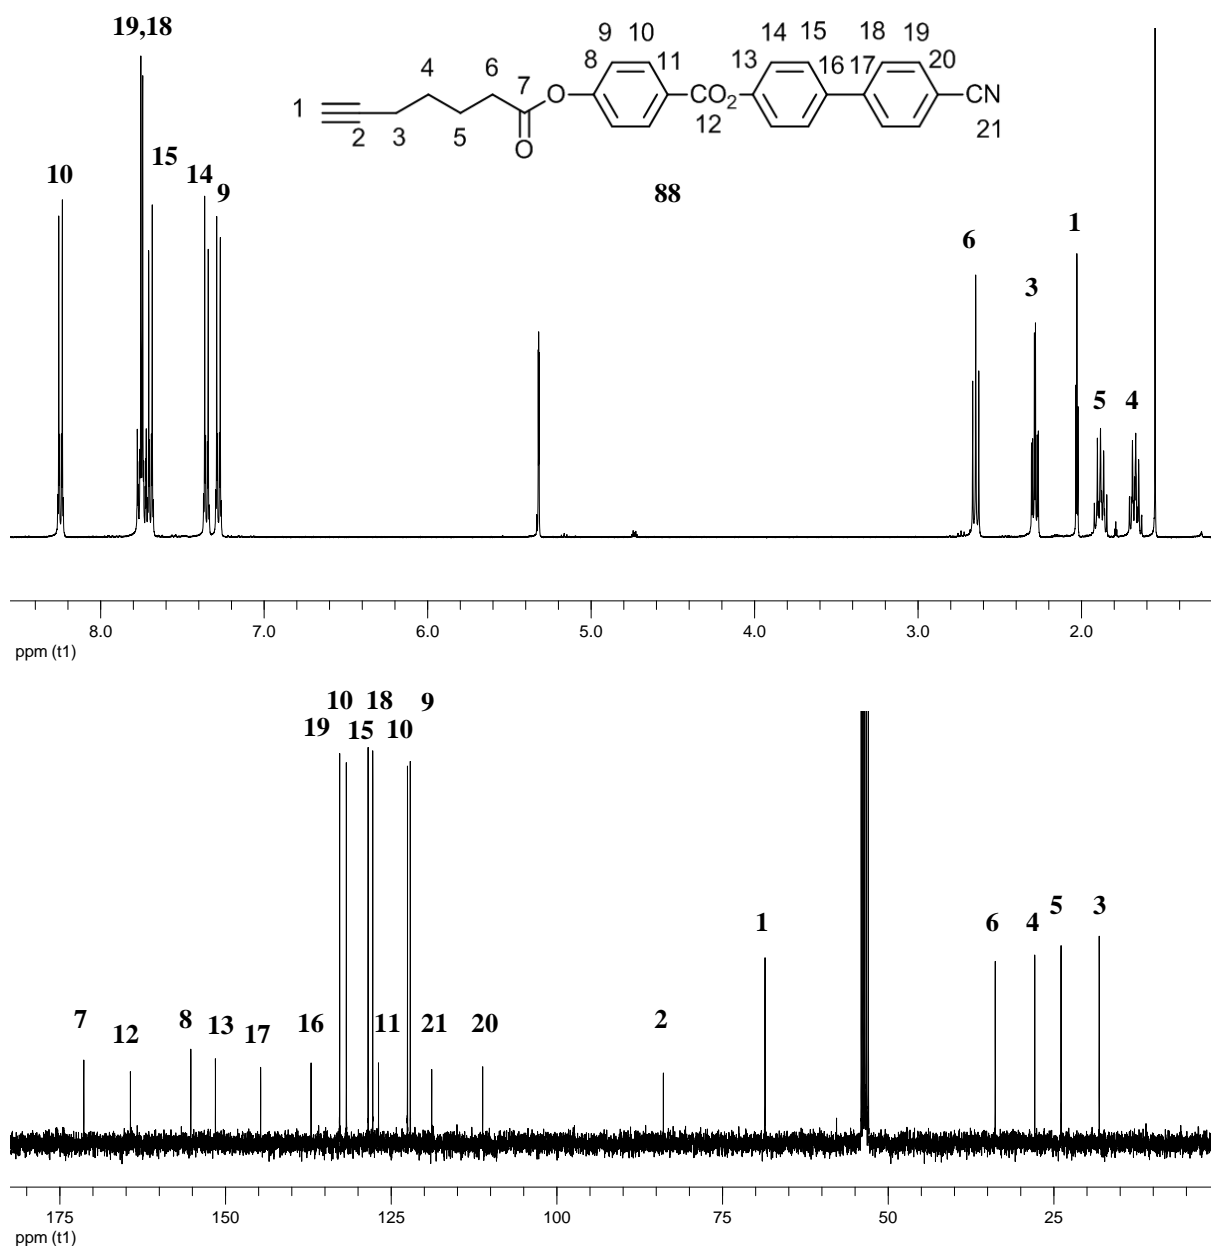 19,18
9 10 14 15 18 19
8 11 13 16 17 20
4 6 7
1 O CO2 CN
2 3 5 O 12 21
10 15 14 9 88 6 3 1 5 4
8.0 7.0 6.0 5.0 4.0 3.0 2.0
ppm (t1)
10 18 9
19 15 10
1 6 4 5 3
7 12 8 13 17 16 11 21 20 2
175 150 125 100 75 50 25
ppm (t1)